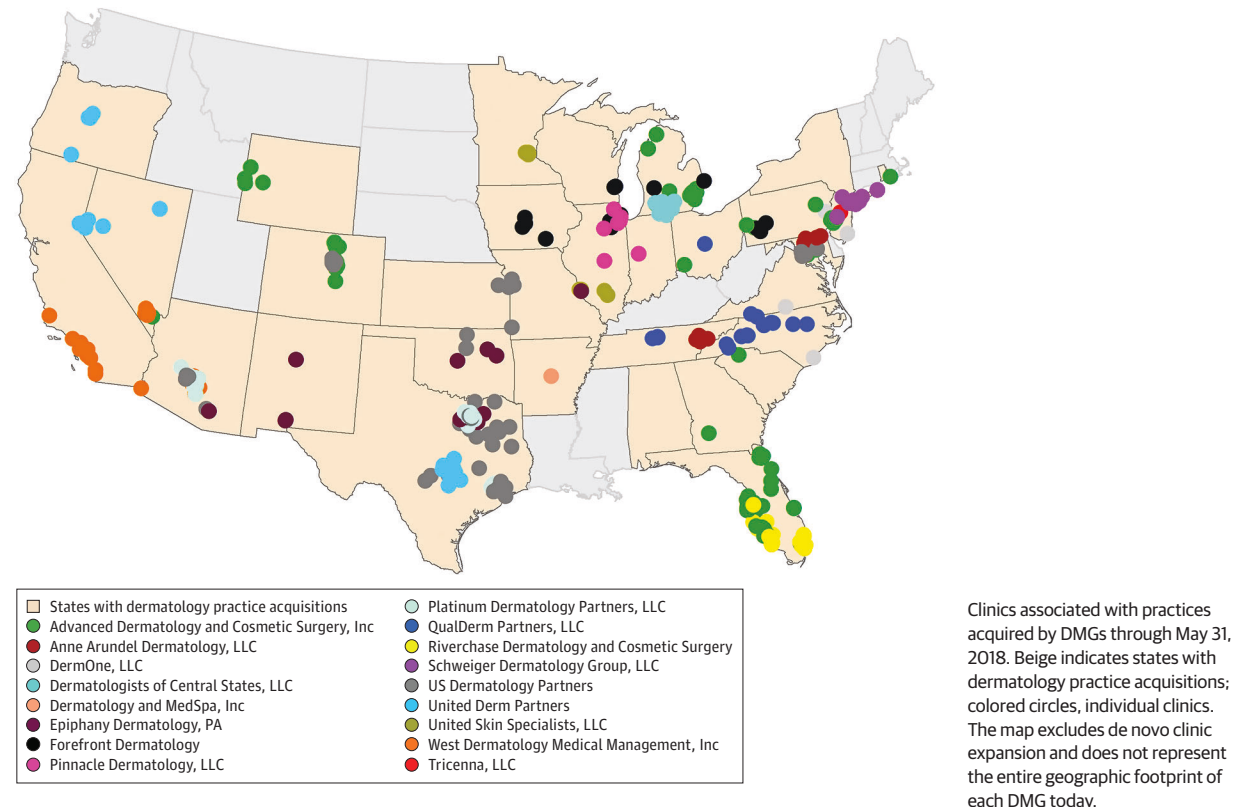 States with dermatology practice acquisitions
Advanced Dermatology and Cosmetic Surgery, Inc
Anne Arundel Dermatology, LLC
DermOne, LLC
Dermatologists of Central States, LLC
Dermatology and MedSpa, Inc
Epiphany Dermatology, PA
Forefront Dermatology
Pinnacle Dermatology, LLC
Platinum Dermatology Partners, LLC
QualDerm Partners, LLC
Riverchase Dermatology and Cosmetic Surgery
Schweiger Dermatology Group, LLC
US Dermatology Partners
United Derm Partners
United Skin Specialists, LLC
West Dermatology Medical Management, Inc
Tricenna, LLC
Clinics associated with practices
acquired by DMGs through May 31,
2018. Beige indicates states with
dermatology practice acquisitions;
colored circles, individual clinics.
The map excludes de novo clinic
expansion and does not represent
the entire geographic footprint of
each DMG today.